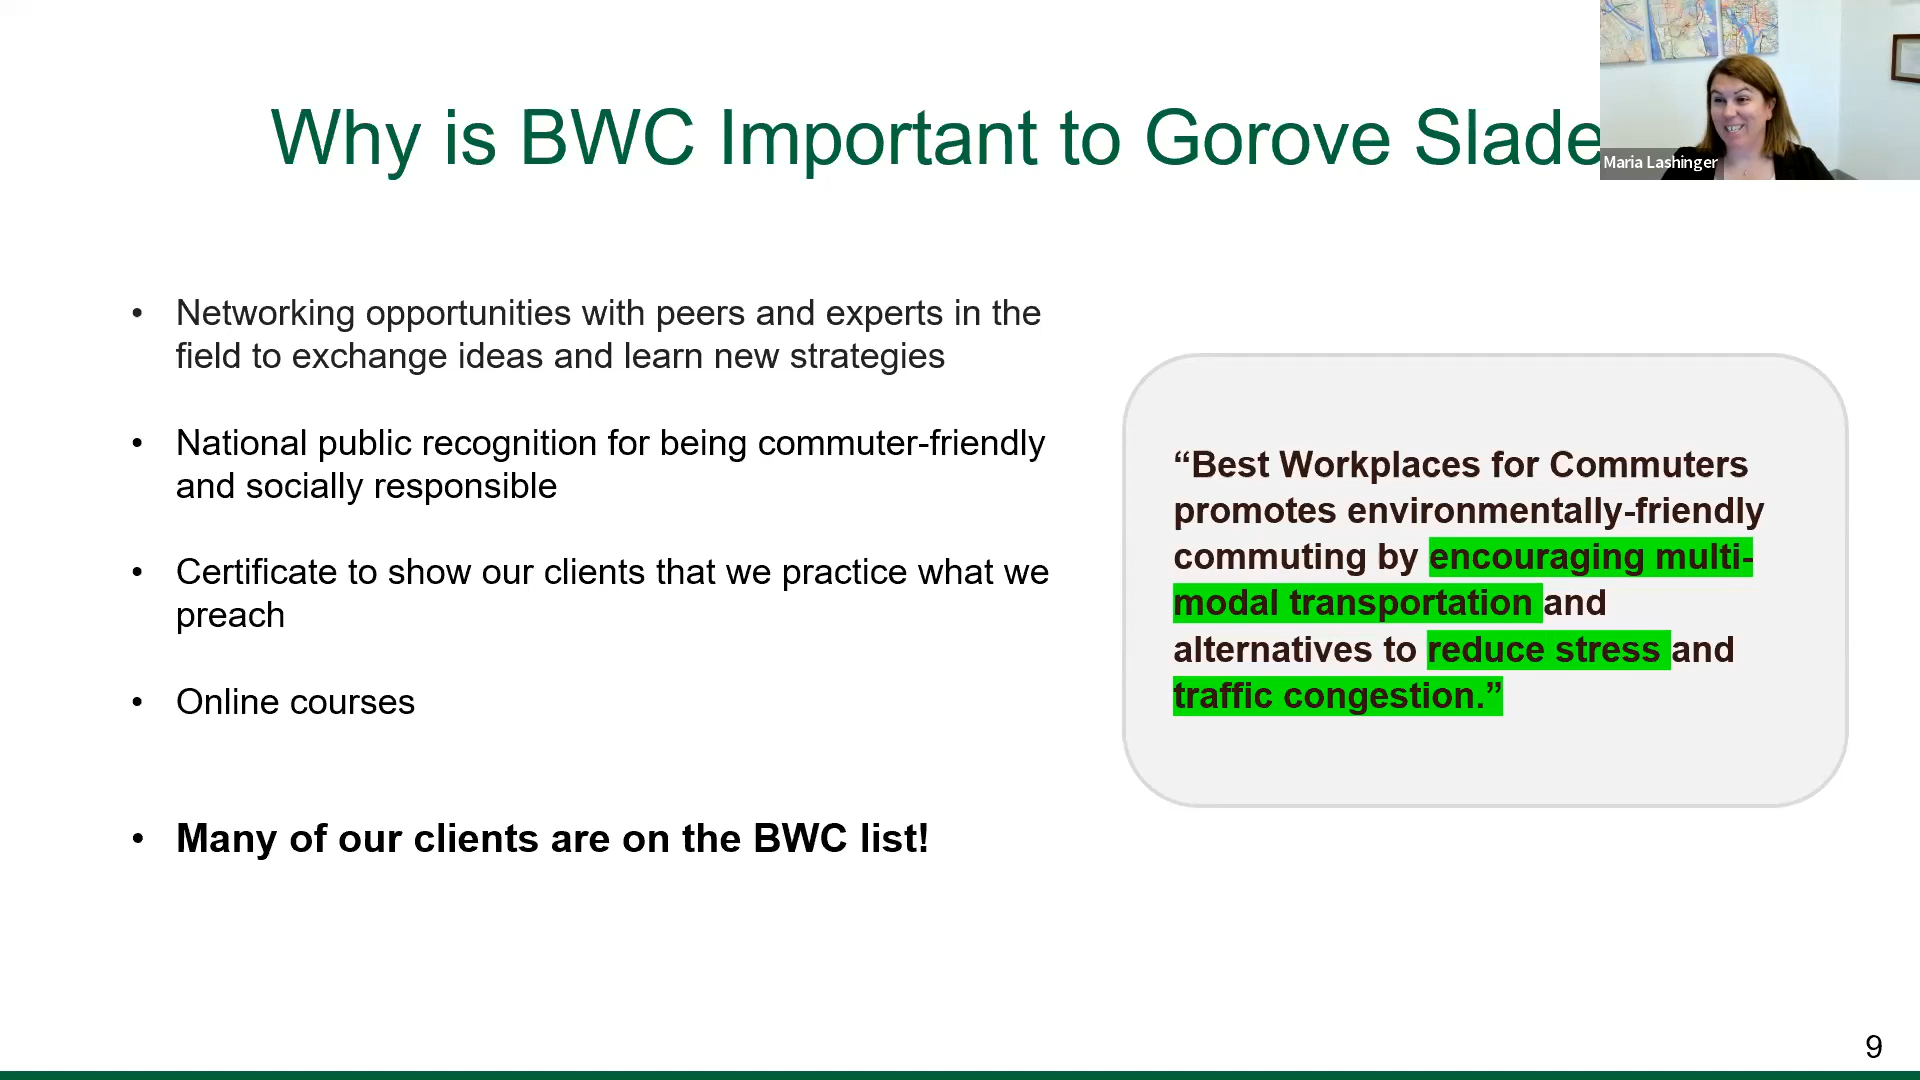 Why is BWC Important to Gorove Slade
Maria Lashinger
• Networking opportunities with peers and experts in the
field to exchange ideas and learn new strategies
• National public recognition for being commuter-friendly
and socially responsible
• Certificate to show our clients that we practice what we
preach
• Online courses
• Many of our clients are on the BWC list!
“Best Workplaces for Commuters
promotes environmentally-friendly
commuting by encouraging multi-
modal transportation and
alternatives to reduce stress and
traffic congestion.”
9